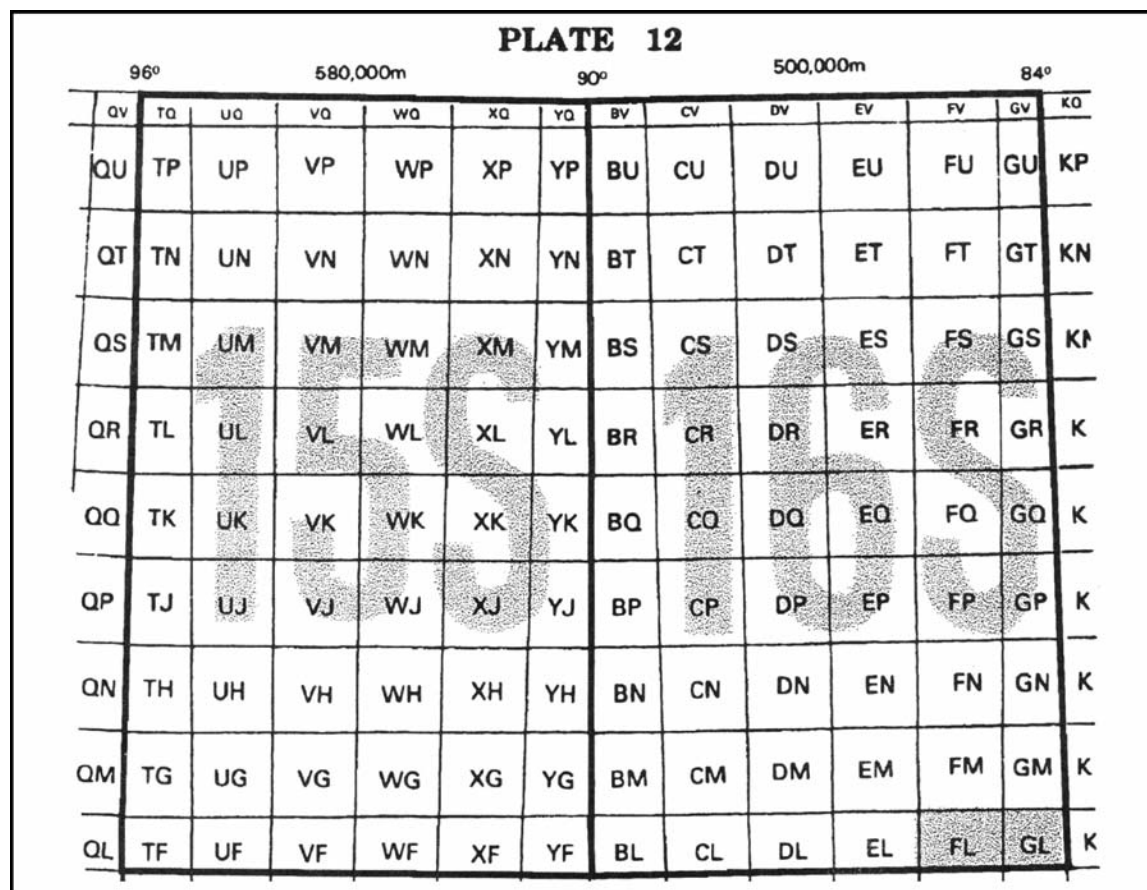 PLATE 12
96º 580,000m 90º 500,000m 84º
QV TQ UQ VQ WQ XQ YQ BV CV DV EV FV GV KQ
QU TP UP VP WP XP YP BU CU DU EU FU GU KP
QT TN UN VN WN XN YN BT CT DT ET FT GT KN
QS TM UM VM WM XM YM BS CS DS ES FS GS
15S 16S
QR TL UL VL WL XL YL BR CR DR ER FR GR K
QQ TK UK VK WK XK YK BQ CQ DQ EQ FQ GQ K
QP TJ UJ VJ WJ XJ YJ BP CP DP EP FP GP K
QN TH UH VH WH XH YH BN CN DN EN FN GN K
QM TG UG VG WG XG YG BM CM DM EM FM GM K
QL TF UF VF WF XF YF BL CL DL EL FL GL K